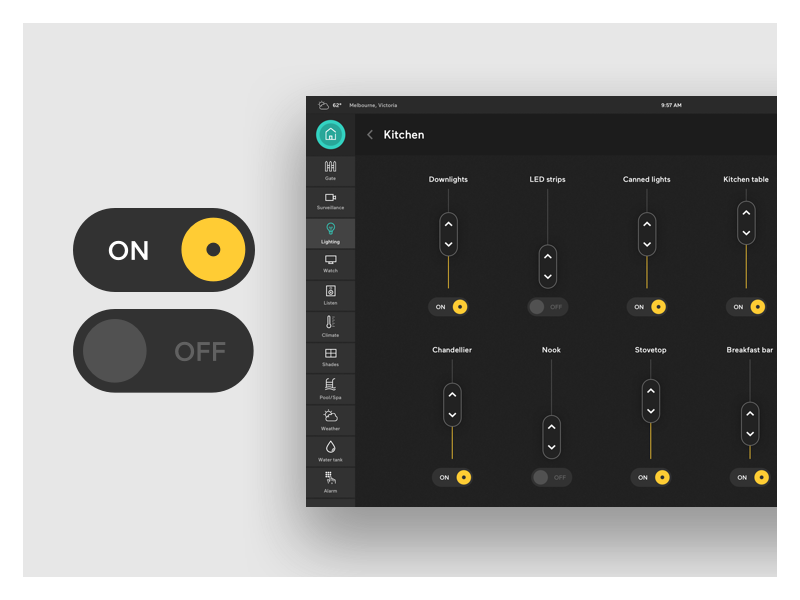 62° Melbourne, Victoria 9:57 AM
Kitchen
Gate
Surveillance
Lighting
Watch
Listen
Climate
Shades
Pool/Spa
Weather
Water tank
Alarm
Downlights LED strips Canned lights Kitchen table
ON OFF ON ON
Chandellier Nook Stovetop Breakfast bar
ON OFF ON ON
ON
OFF